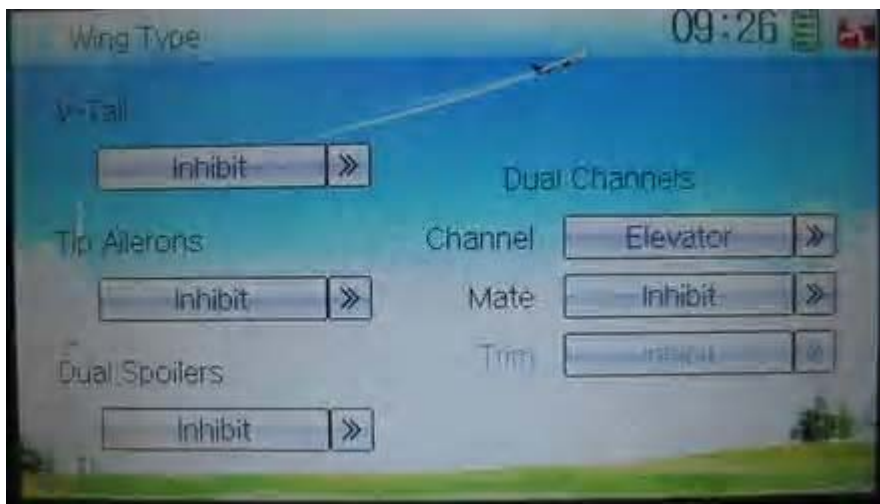 Wing Type
09:26
V-Tail
Inhibit
Dual Channels
Tip Ailerons
Channel
Elevator
Inhibit
Mate
Inhibit
Trim
Inhibit
Dual Spoilers
Inhibit